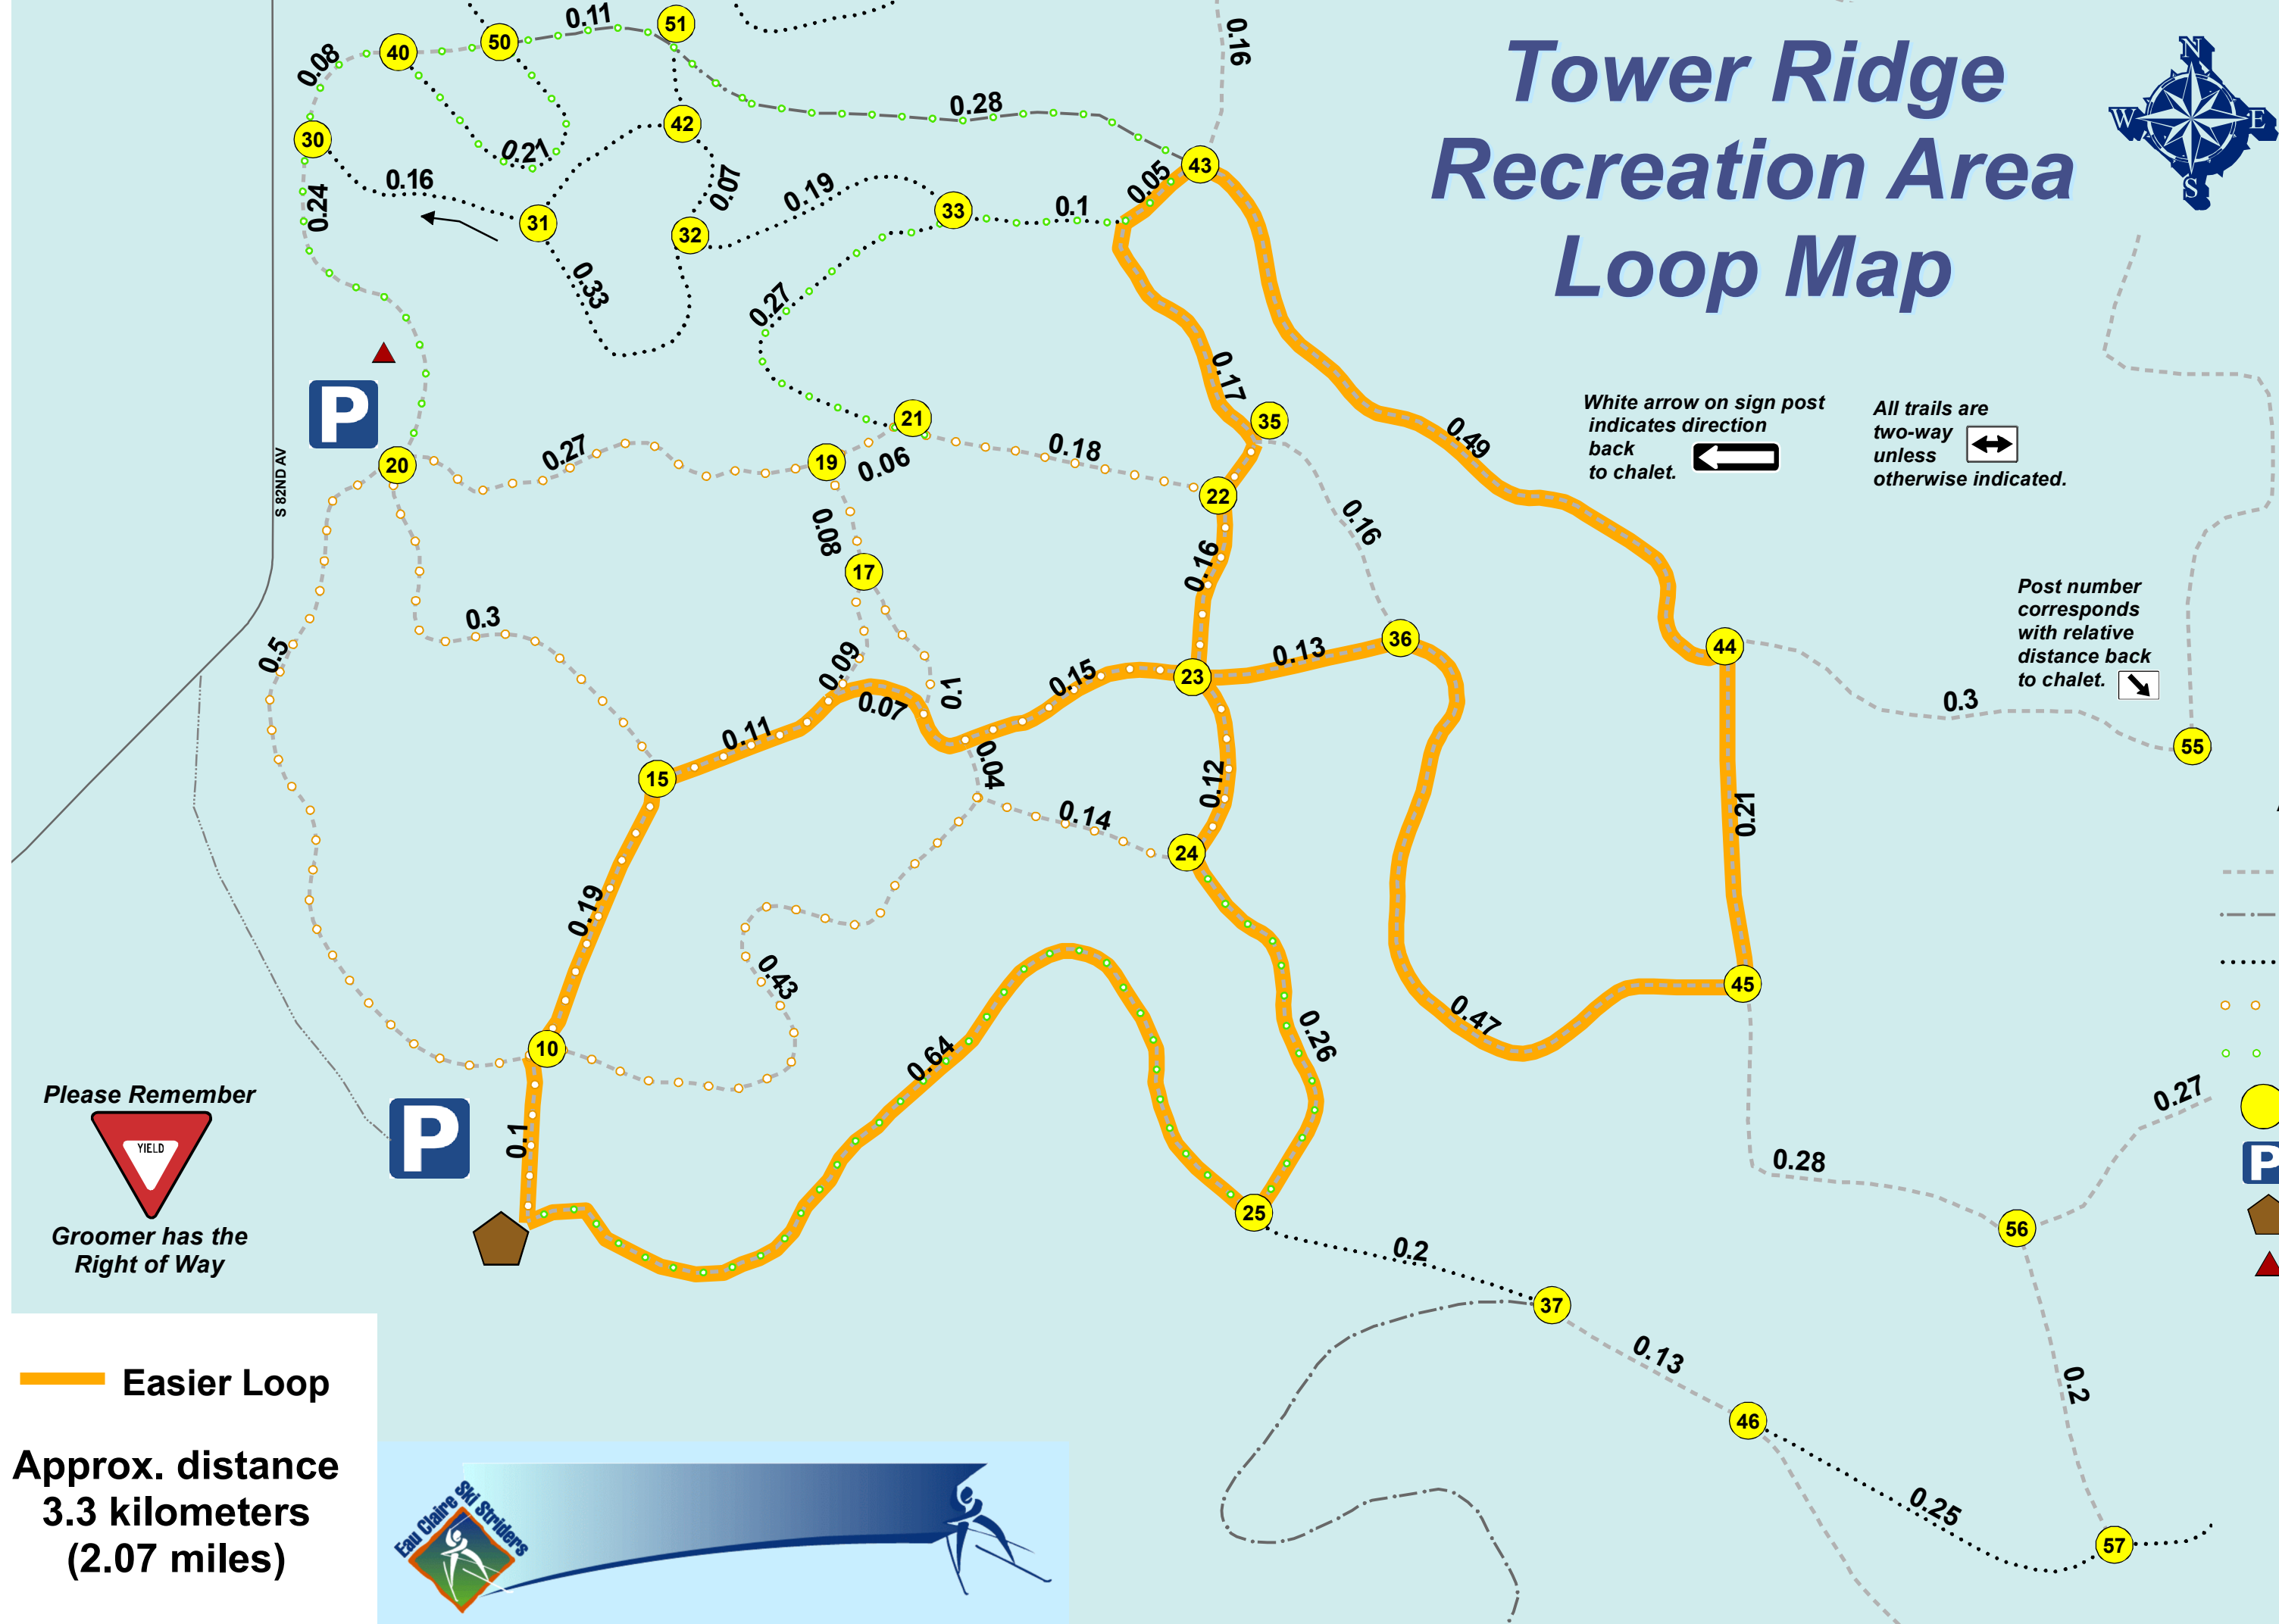 Tower Ridge
Recreation Area
Loop Map
N
W
E
S
0.11
51
50
40
0.08
0.16
0.28
42
30
0.21
43
0.05
0.16
0.07
0.19
0.24
33
0.1
31
32
0.33
0.27
0.17
White arrow on sign post
indicates direction
back
to chalet.
All trails are
two-way
unless
otherwise indicated.
P
35
21
0.49
0.27
19
0.06
0.18
20
S 82ND AV
22
0.08
0.16
0.16
17
Post number
corresponds
with relative
distance back
to chalet.
0.3
0.5
0.09
36
0.13
44
0.15
23
0.07
0.1
0.3
0.11
55
15
0.04
0.12
0.14
0.21
24
0.19
0.43
45
0.47
0.26
10
0.64
Please Remember
YIELD
Groomer has the
Right of Way
P
0.1
0.27
0.28
P
25
56
0.2
37
0.13
0.2
46
0.25
57
Easier Loop
Approx. distance
3.3 kilometers
(2.07 miles)
Eau Claire Ski Striders